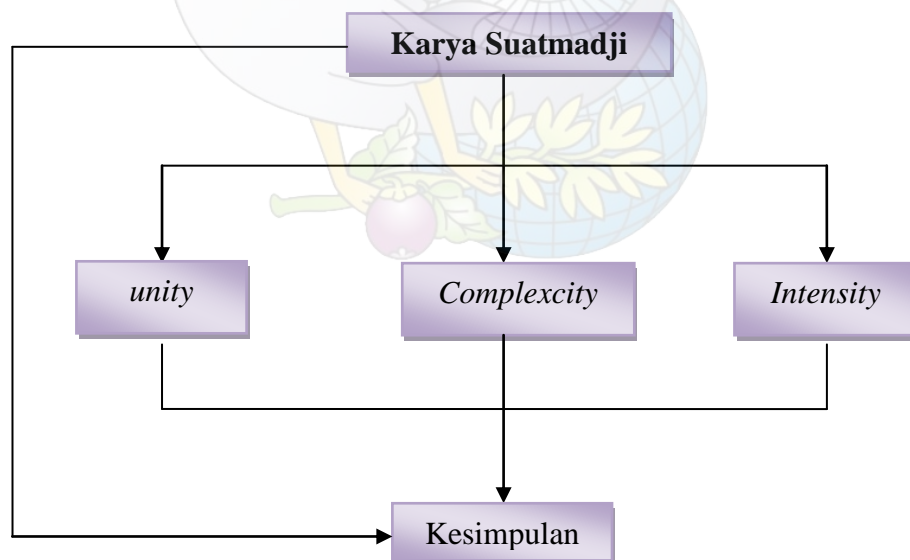 Karya Suatmadji
unity
Complexcity
Intensity
Kesimpulan